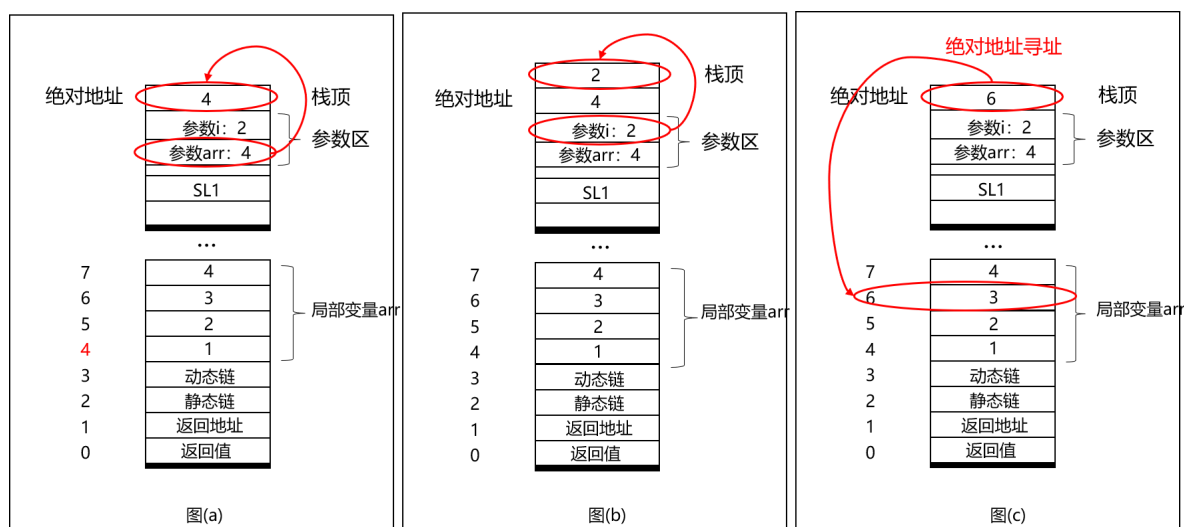 4
绝对地址
栈顶
参数i：2
参数arr：4
参数区
SL1
...
7
4
6
3
局部变量arr
5
2
4
1
3
动态链
2
静态链
1
返回地址
0
返回值
图(a)
2
栈顶
绝对地址
4
参数i：2
参数arr：4
参数区
SL1
...
7
4
6
3
局部变量arr
5
2
4
1
3
动态链
2
静态链
1
返回地址
0
返回值
图(b)
绝对地址寻址
绝对地址
6
栈顶
参数i：2
参数arr：4
参数区
SL1
...
7
4
6
3
局部变量arr
5
2
4
1
3
动态链
2
静态链
1
返回地址
0
返回值
图(c)